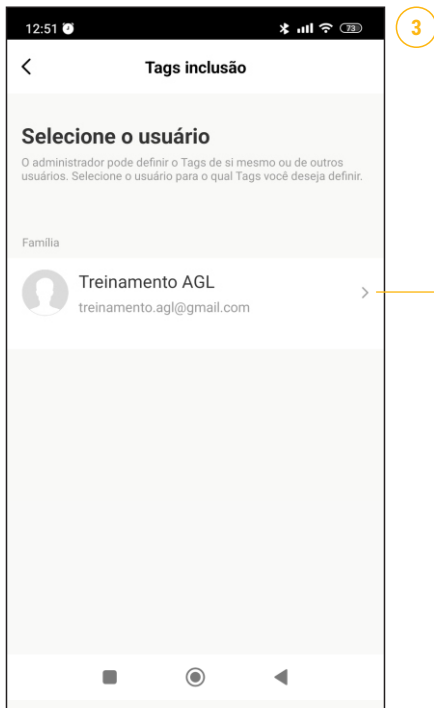 12:51
73
3
Tags inclusão
Selecione o usuário
O administrador pode definir o Tags de si mesmo ou de outros
usuários. Selecione o usuário para o qual Tags você deseja definir.
Família
Treinamento AGL
treinamento.agl@gmail.com